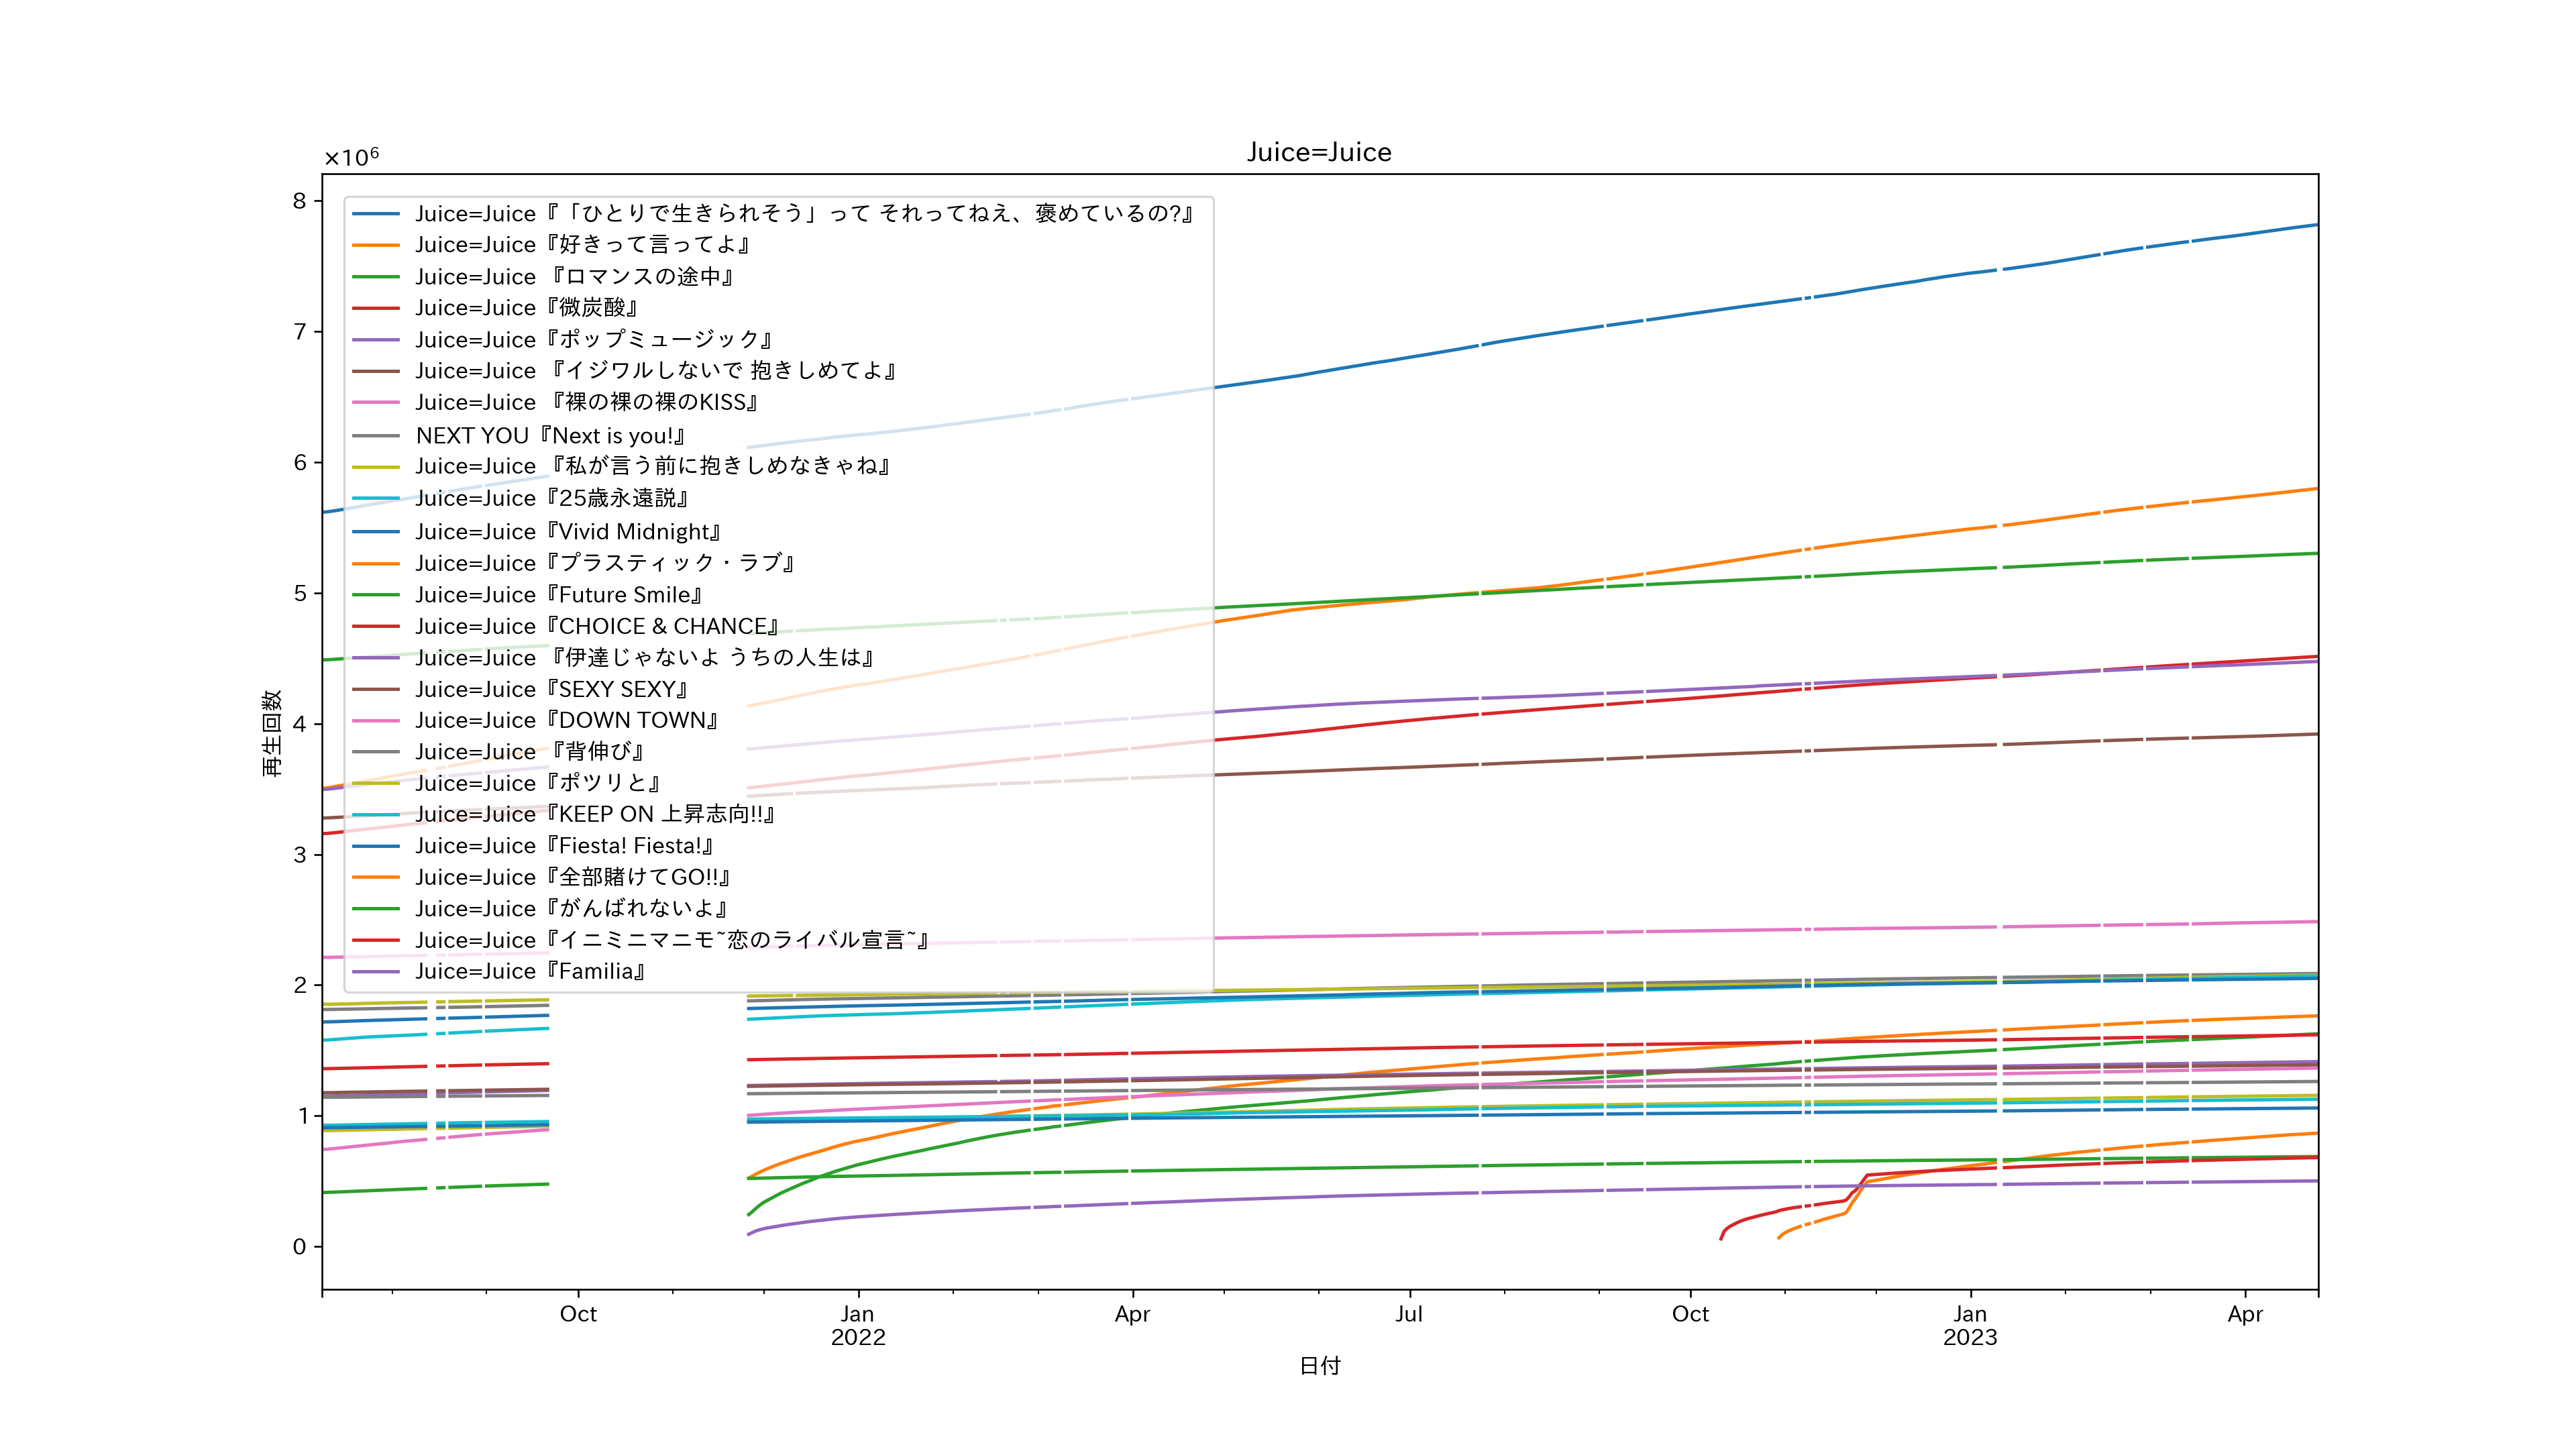 Juice=Juice
×10⁶
8
7
6
5
4
3
2
1
0
再生回数
Juice=Juice『「ひとりで生きられそう」って それってねえ、褒めているの?』
Juice=Juice『好きって言ってよ』
Juice=Juice 『ロマンスの途中』
Juice=Juice『微炭酸』
Juice=Juice『ポップミュージック』
Juice=Juice 『イジワルしないで 抱きしめてよ』
Juice=Juice 『裸の裸の裸のKISS』
NEXT YOU『Next is you!』
Juice=Juice 『私が言う前に抱きしめなきゃね』
Juice=Juice『25歳永遠説』
Juice=Juice『Vivid Midnight』
Juice=Juice『プラスティック・ラブ』
Juice=Juice『Future Smile』
Juice=Juice『CHOICE & CHANCE』
Juice=Juice 『伊達じゃないよ うちの人生は』
Juice=Juice『SEXY SEXY』
Juice=Juice『DOWN TOWN』
Juice=Juice 『背伸び』
Juice=Juice『ポツリと』
Juice=Juice『KEEP ON 上昇志向!!』
Juice=Juice『Fiesta! Fiesta!』
Juice=Juice『全部賭けてGO!!』
Juice=Juice『がんばれないよ』
Juice=Juice『イニミニマニモ~恋のライバル宣言~』
Juice=Juice『Familia』
Oct
Jan
2022
Apr
Jul
Oct
Jan
2023
Apr
日付